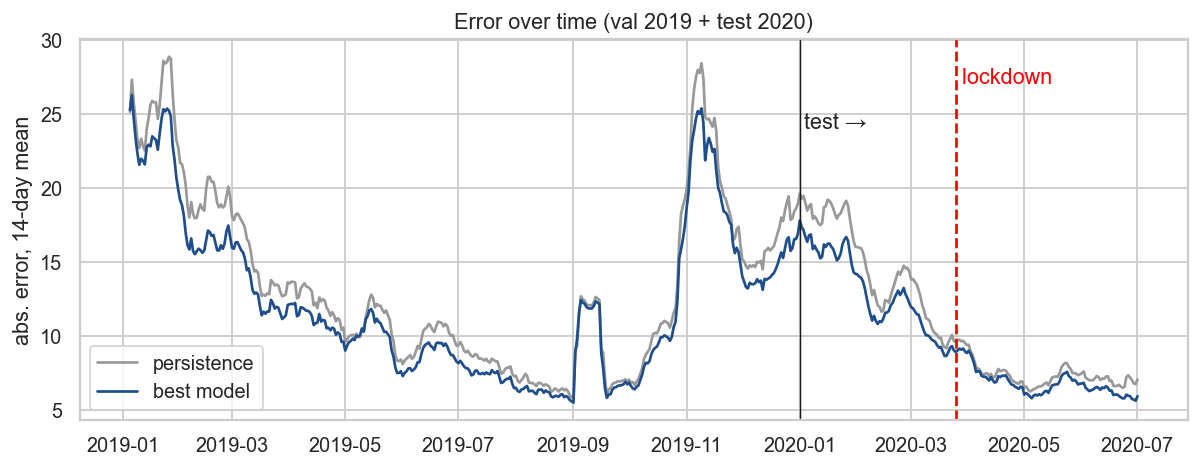 Error over time (val 2019 + test 2020)
abs. error, 14-day mean
30
25
20
15
10
5
lockdown
test →
persistence
best model
2019-01
2019-03
2019-05
2019-07
2019-09
2019-11
2020-01
2020-03
2020-05
2020-07